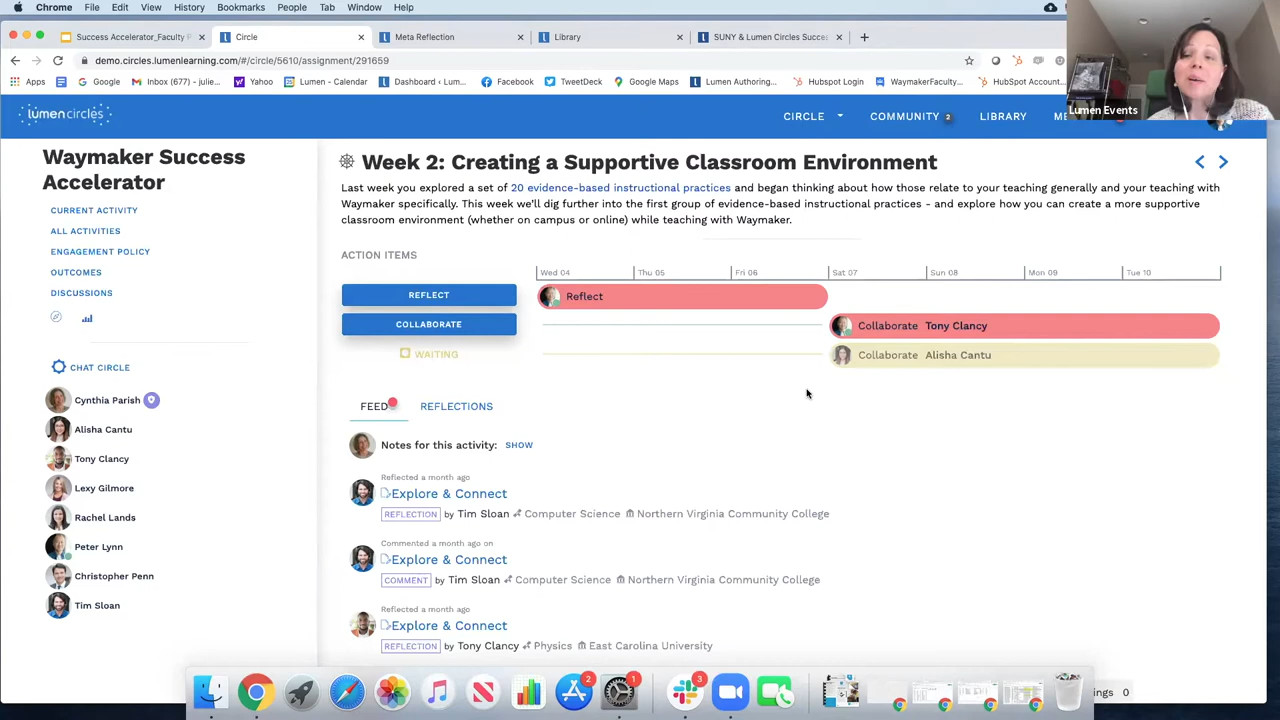 Chrome File Edit View History Bookmarks People Tab Window Help
Success Accelerator_Faculty P Circle Meta Reflection Library SUNY & Lumen Circles Succes
demo.circles.lumenlearning.com/#/circle/5610/assignment/291659
Apps Google Inbox (677) - julie... Yahoo Lumen - Calendar Dashboard ‹ Lum... Facebook TweetDeck Google Maps Lumen Authoring... Hubspot Login WaymakerFaculty... HubSpot Account...
Lumen Events
lumen circles CIRCLE COMMUNITY 2 LIBRARY
Waymaker Success
Accelerator
CURRENT ACTIVITY
ALL ACTIVITIES
ENGAGEMENT POLICY
OUTCOMES
DISCUSSIONS
CHAT CIRCLE
Cynthia Parish
Alisha Cantu
Tony Clancy
Lexy Gilmore
Rachel Lands
Peter Lynn
Christopher Penn
Tim Sloan
Week 2: Creating a Supportive Classroom Environment
Last week you explored a set of 20 evidence-based instructional practices and began thinking about how those relate to your teaching generally and your teaching with
Waymaker specifically. This week we'll dig further into the first group of evidence-based instructional practices - and explore how you can create a more supportive
classroom environment (whether on campus or online) while teaching with Waymaker.
ACTION ITEMS
Wed 04 Thu 05 Fri 06 Sat 07 Sun 08 Mon 09 Tue 10
REFLECT Reflect
COLLABORATE Collaborate Tony Clancy
WAITING Collaborate Alisha Cantu
FEED REFLECTIONS
Notes for this activity: SHOW
Reflected a month ago
Explore & Connect
REFLECTION by Tim Sloan Computer Science Northern Virginia Community College
Commented a month ago on
Explore & Connect
COMMENT by Tim Sloan Computer Science Northern Virginia Community College
Reflected a month ago
Explore & Connect
REFLECTION by Tony Clancy Physics East Carolina University
2 1 3
0